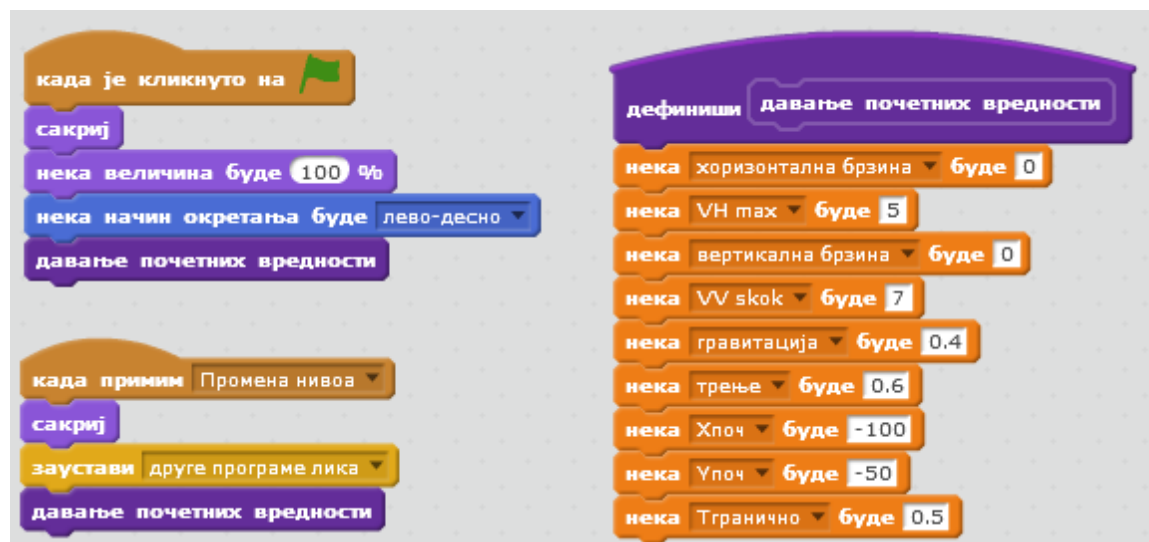 када је кликнуто на
сакриј
нека величина буде 100 %
нека начин окретања буде лево-десно
давање почетних вредности
када примим Промена нивоа
сакриј
заустави друге програме лика
давање почетних вредности
дефиниши давање почетних вредности
нека хоризонтална брзина буде 0
нека VH max буде 5
нека вертикална брзина буде 0
нека VV skok буде 7
нека гравитација буде 0.4
нека трење буде 0.6
нека Xпоч буде -100
нека Yпоч буде -50
нека Tгранично буде 0.5